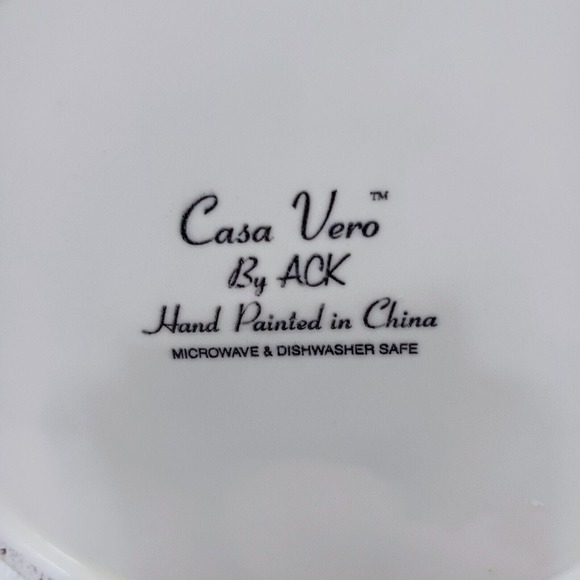 Casa Vero™
By ACK
Hand Painted in China
MICROWAVE & DISHWASHER SAFE